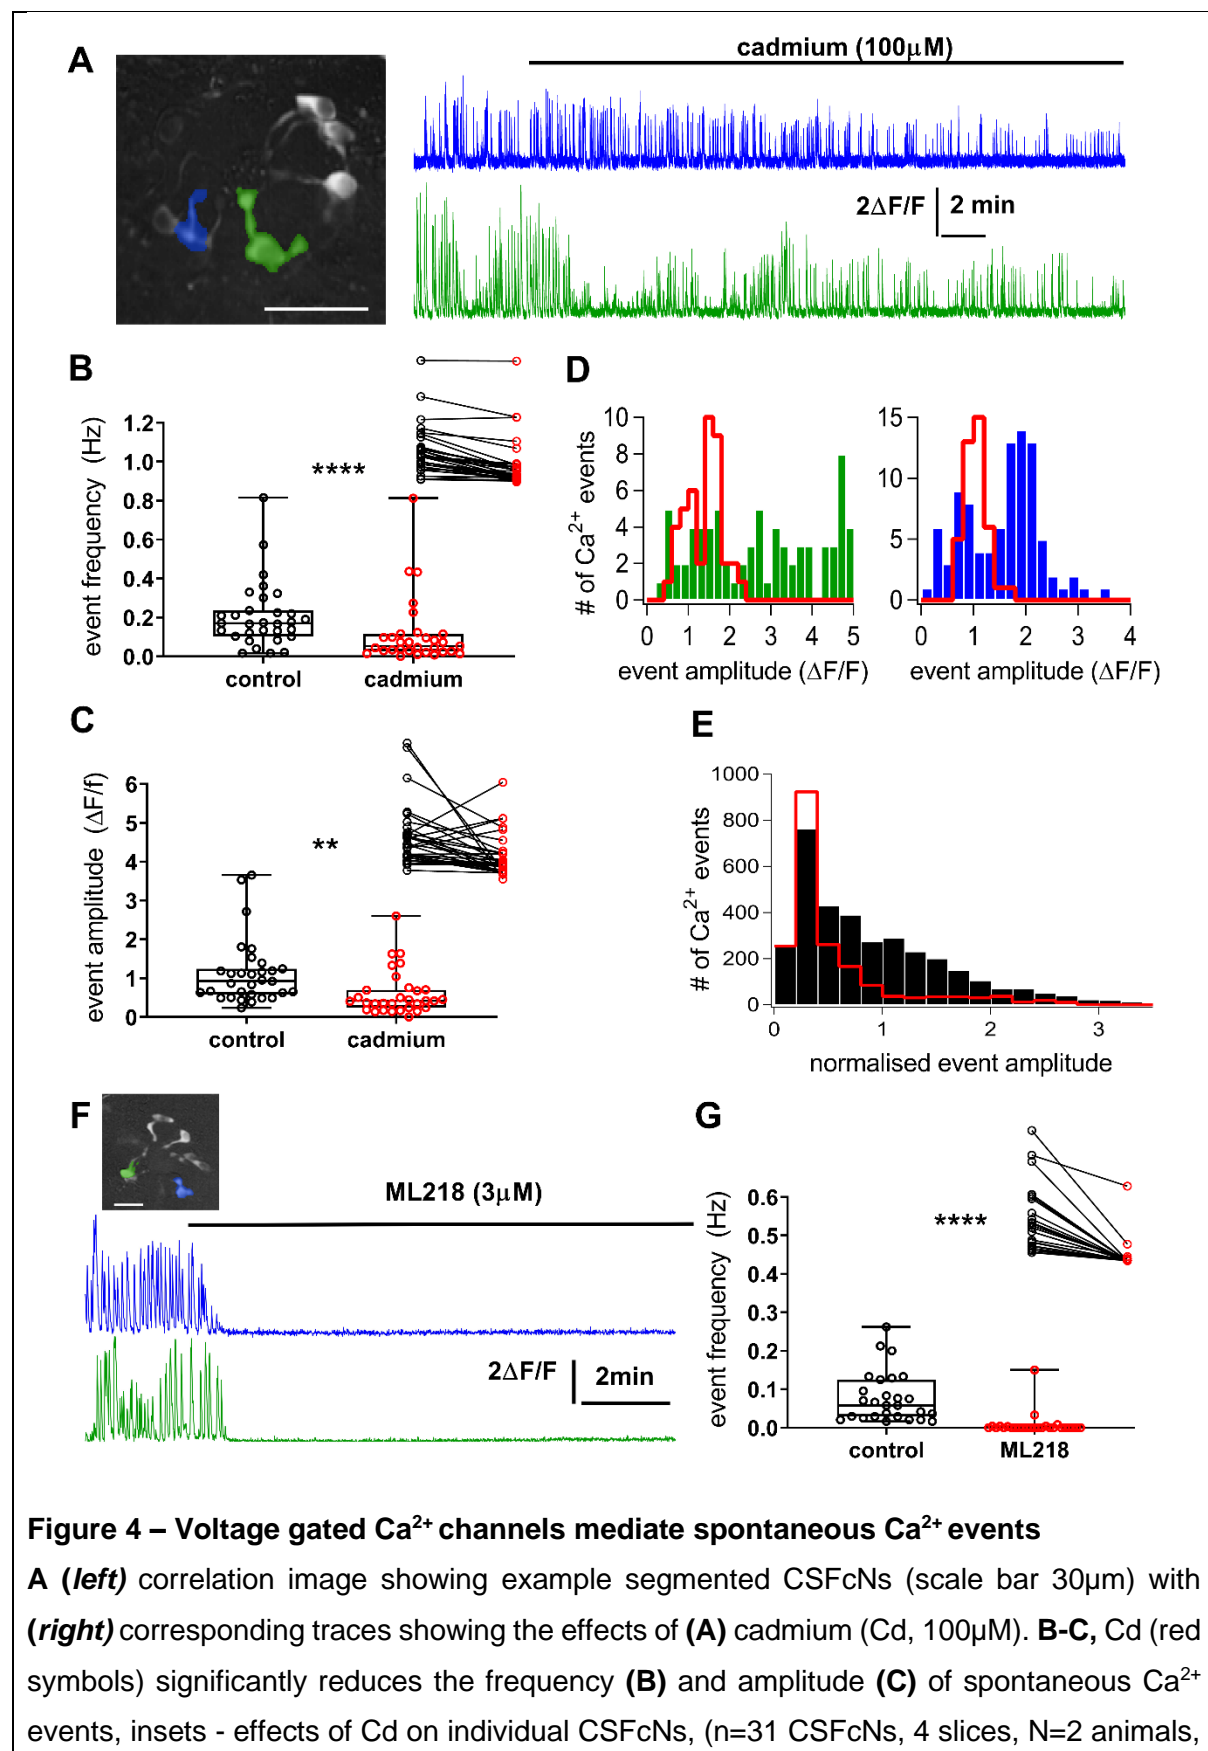 A
cadmium (100µM)
2ΔF/F
2 min
B
event frequency (Hz)
1.2
1.0
0.8
0.6
0.4
0.2
0.0
****
control
cadmium
D
# of Ca²⁺ events
10
8
6
4
2
0
0 1 2 3 4 5
event amplitude (ΔF/F)
15
10
5
0
0 1 2 3 4
event amplitude (ΔF/F)
C
event amplitude (ΔF/f)
6
5
4
3
2
1
0
**
control
cadmium
E
# of Ca²⁺ events
1000
800
600
400
200
0
0 1 2 3
normalised event amplitude
F
ML218 (3µM)
2ΔF/F
2min
G
event frequency (Hz)
0.6
0.5
0.4
0.3
0.2
0.1
0.0
****
control
ML218
Figure 4 – Voltage gated Ca²⁺ channels mediate spontaneous Ca²⁺ events
A (left) correlation image showing example segmented CSFcNs (scale bar 30µm) with
(right) corresponding traces showing the effects of (A) cadmium (Cd, 100µM). B-C, Cd (red
symbols) significantly reduces the frequency (B) and amplitude (C) of spontaneous Ca²⁺
events, insets - effects of Cd on individual CSFcNs, (n=31 CSFcNs, 4 slices, N=2 animals,